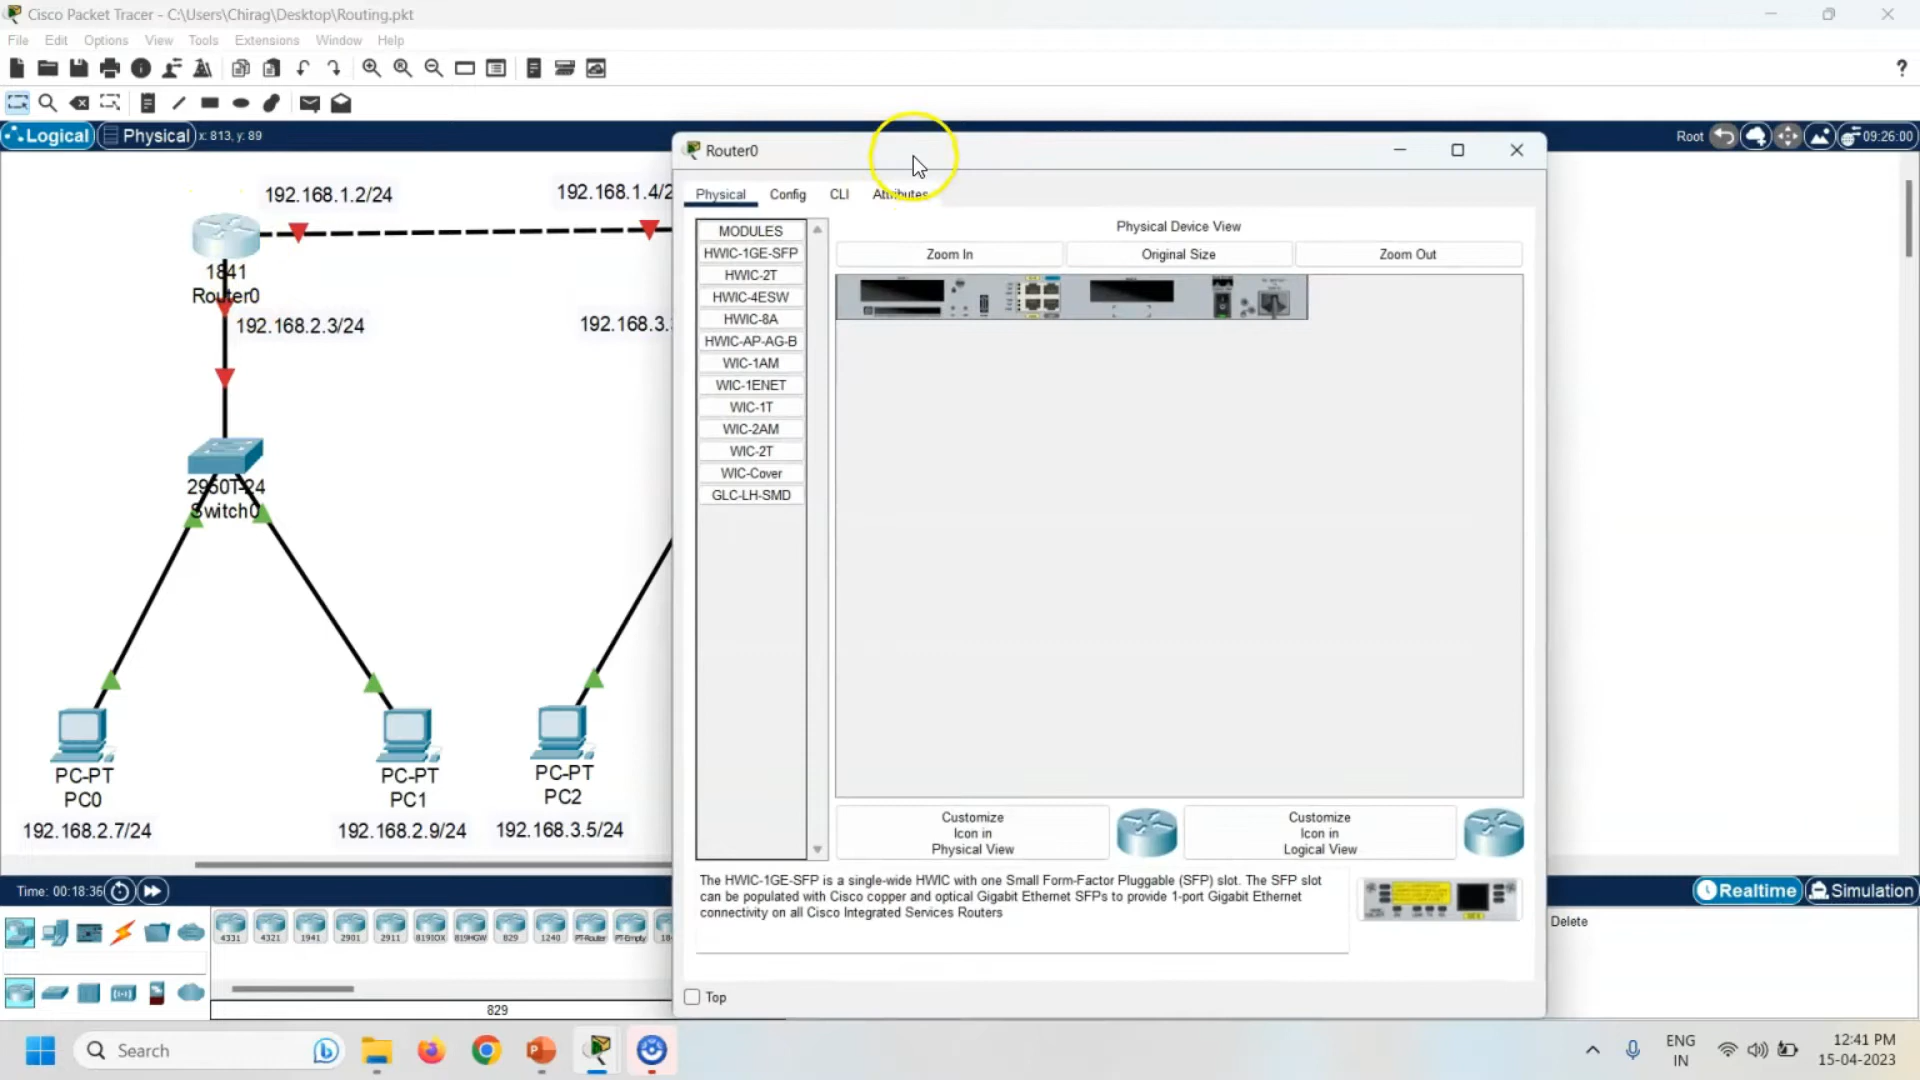 Cisco Packet Tracer - C:\Users\Chirag\Desktop\Routing.pkt
File Edit Options View Tools Extensions Window Help
?
Logical Physical x: 813, y: 89
Root 09:26:00
192.168.1.2/24
192.168.1.4/2
1841
Router0
192.168.2.3/24
192.168.3.
2950T-24
Switch0
PC-PT
PC0
192.168.2.7/24
PC-PT
PC1
192.168.2.9/24
PC-PT
PC2
192.168.3.5/24
Router0
Physical Config CLI Attributes
MODULES
HWIC-1GE-SFP
HWIC-2T
HWIC-4ESW
HWIC-8A
HWIC-AP-AG-B
WIC-1AM
WIC-1ENET
WIC-1T
WIC-2AM
WIC-2T
WIC-Cover
GLC-LH-SMD
Physical Device View
Zoom In Original Size Zoom Out
Customize
Icon in
Physical View
Customize
Icon in
Logical View
The HWIC-1GE-SFP is a single-wide HWIC with one Small Form-Factor Pluggable (SFP) slot. The SFP slot
can be populated with Cisco copper and optical Gigabit Ethernet SFPs to provide 1-port Gigabit Ethernet
connectivity on all Cisco Integrated Services Routers
Top
Time: 00:18:36
Realtime Simulation
4331 4321 1941 2901 2911 819IOX 819HGW 829 1240 PT-Router PT-Empty 18
829
Delete
Search
ENG
IN
12:41 PM
15-04-2023